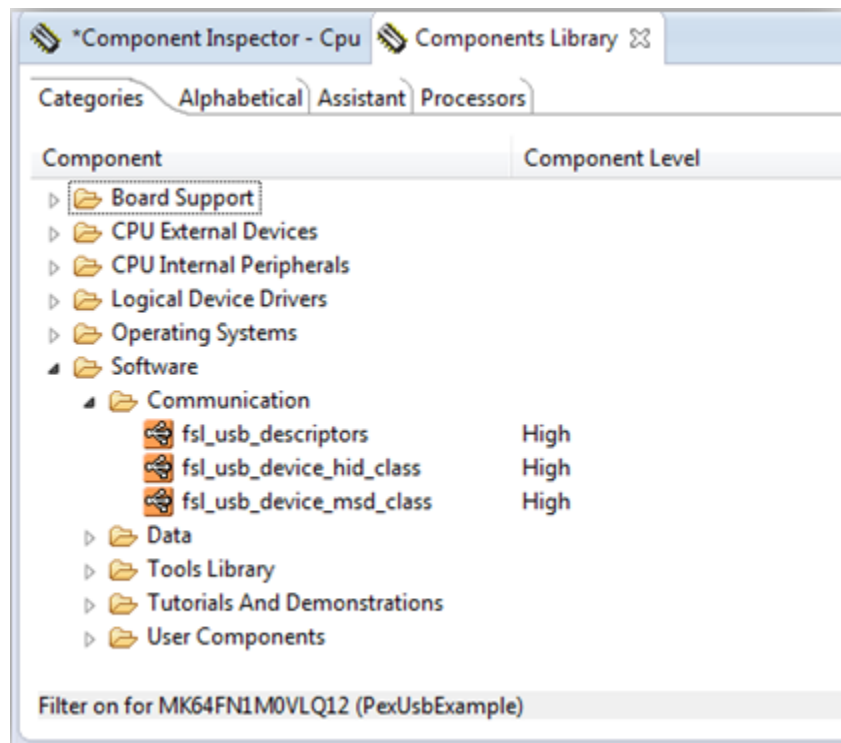 *Component Inspector - Cpu Components Library
Categories Alphabetical Assistant Processors
Component Component Level
Board Support
CPU External Devices
CPU Internal Peripherals
Logical Device Drivers
Operating Systems
Software
Communication
fsl_usb_descriptors High
fsl_usb_device_hid_class High
fsl_usb_device_msd_class High
Data
Tools Library
Tutorials And Demonstrations
User Components
Filter on for MK64FN1M0VLQ12 (PexUsbExample)